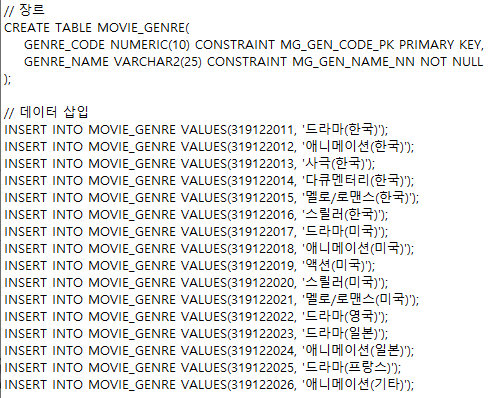 // 장르
CREATE TABLE MOVIE_GENRE(
GENRE_CODE NUMERIC(10) CONSTRAINT MG_GEN_CODE_PK PRIMARY KEY,
GENRE_NAME VARCHAR2(25) CONSTRAINT MG_GEN_NAME_NN NOT NULL
);
// 데이터 삽입
INSERT INTO MOVIE_GENRE VALUES(319122011, '드라마(한국)');
INSERT INTO MOVIE_GENRE VALUES(319122012, '애니메이션(한국)');
INSERT INTO MOVIE_GENRE VALUES(319122013, '사극(한국)');
INSERT INTO MOVIE_GENRE VALUES(319122014, '다큐멘터리(한국)');
INSERT INTO MOVIE_GENRE VALUES(319122015, '멜로/로맨스(한국)');
INSERT INTO MOVIE_GENRE VALUES(319122016, '스릴러(한국)');
INSERT INTO MOVIE_GENRE VALUES(319122017, '드라마(미국)');
INSERT INTO MOVIE_GENRE VALUES(319122018, '애니메이션(미국)');
INSERT INTO MOVIE_GENRE VALUES(319122019, '액션(미국)');
INSERT INTO MOVIE_GENRE VALUES(319122020, '스릴러(미국)');
INSERT INTO MOVIE_GENRE VALUES(319122021, '멜로/로맨스(미국)');
INSERT INTO MOVIE_GENRE VALUES(319122022, '드라마(영국)');
INSERT INTO MOVIE_GENRE VALUES(319122023, '드라마(일본)');
INSERT INTO MOVIE_GENRE VALUES(319122024, '애니메이션(일본)');
INSERT INTO MOVIE_GENRE VALUES(319122025, '드라마(프랑스)');
INSERT INTO MOVIE_GENRE VALUES(319122026, '애니메이션(기타)');